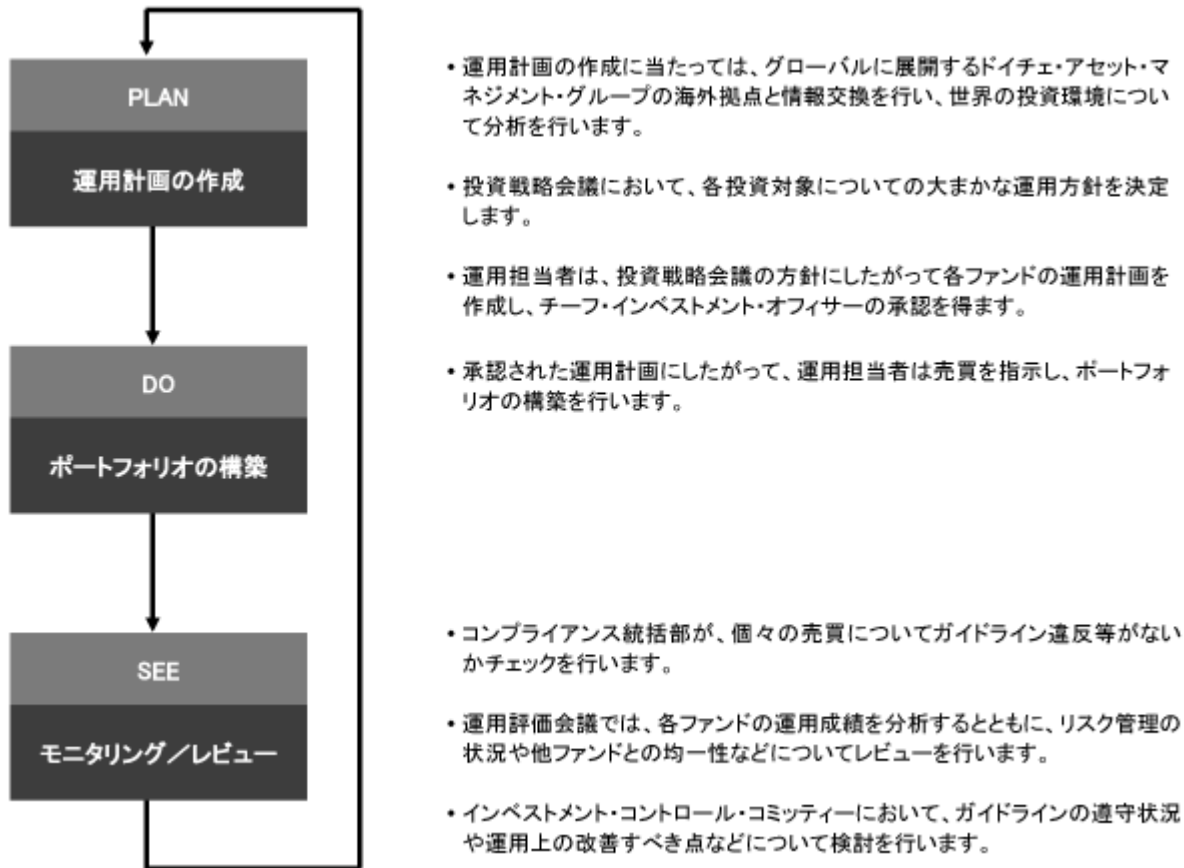 PLAN
運用計画の作成
・運用計画の作成に当たっては、グローバルに展開するドイチェ・アセット・マ
ネジメント・グループの海外拠点と情報交換を行い、世界の投資環境につい
て分析を行います。
・投資戦略会議において、各投資対象についての大まかな運用方針を決定
します。
・運用担当者は、投資戦略会議の方針にしたがって各ファンドの運用計画を
作成し、チーフ・インベストメント・オフィサーの承認を得ます。
DO
ポートフォリオの構築
・承認された運用計画にしたがって、運用担当者は売買を指示し、ポートフォ
リオの構築を行います。
SEE
モニタリング／レビュー
・コンプライアンス統括部が、個々の売買についてガイドライン違反等がない
かチェックを行います。
・運用評価会議では、各ファンドの運用成績を分析するとともに、リスク管理の
状況や他ファンドとの均一性などについてレビューを行います。
・インベストメント・コントロール・コミッティーにおいて、ガイドラインの遵守状況
や運用上の改善すべき点などについて検討を行います。